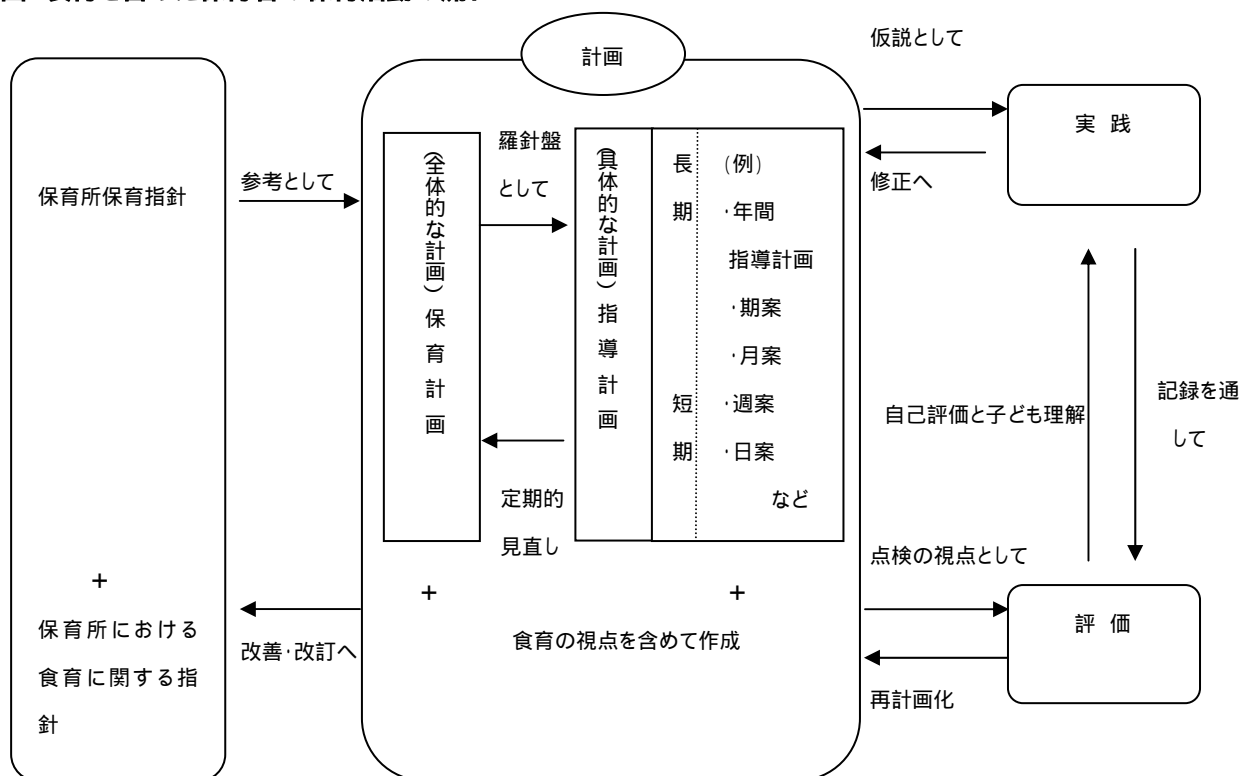 計画
仮説として
実 践
修正へ
保育所保育指針
参考として
(全体的な計画)保育計画
羅針盤
として
(具体的な計画)指導計画
長
期
(例)
・年間
指導計画
・期案
・月案
短
・週案
期
・日案
など
定期的
見直し
自己評価と子ども理解
記録を通
して
点検の視点として
+
保育所における
食育に関する指
針
改善・改訂へ
+
+
食育の視点を含めて作成
評 価
再計画化